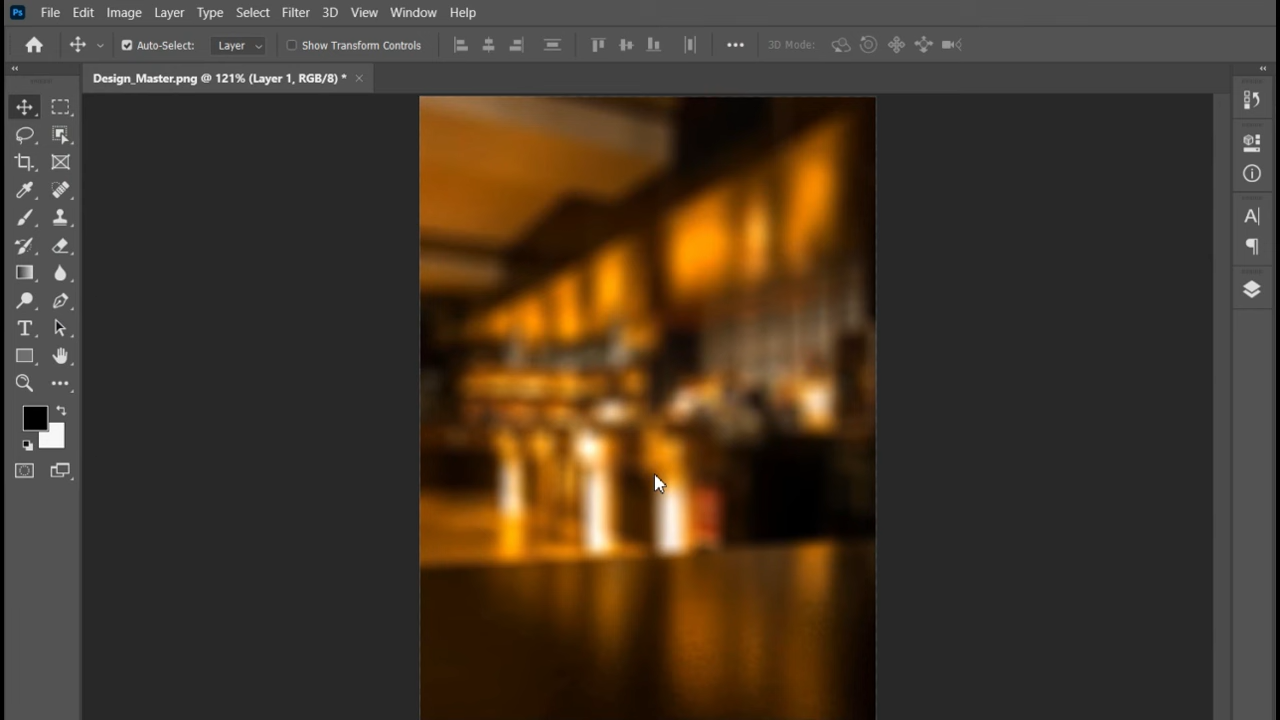 Ps File Edit Image Layer Type Select Filter 3D View Window Help
Auto-Select: Layer Show Transform Controls 3D Mode:
Design_Master.png @ 121% (Layer 1, RGB/8) *